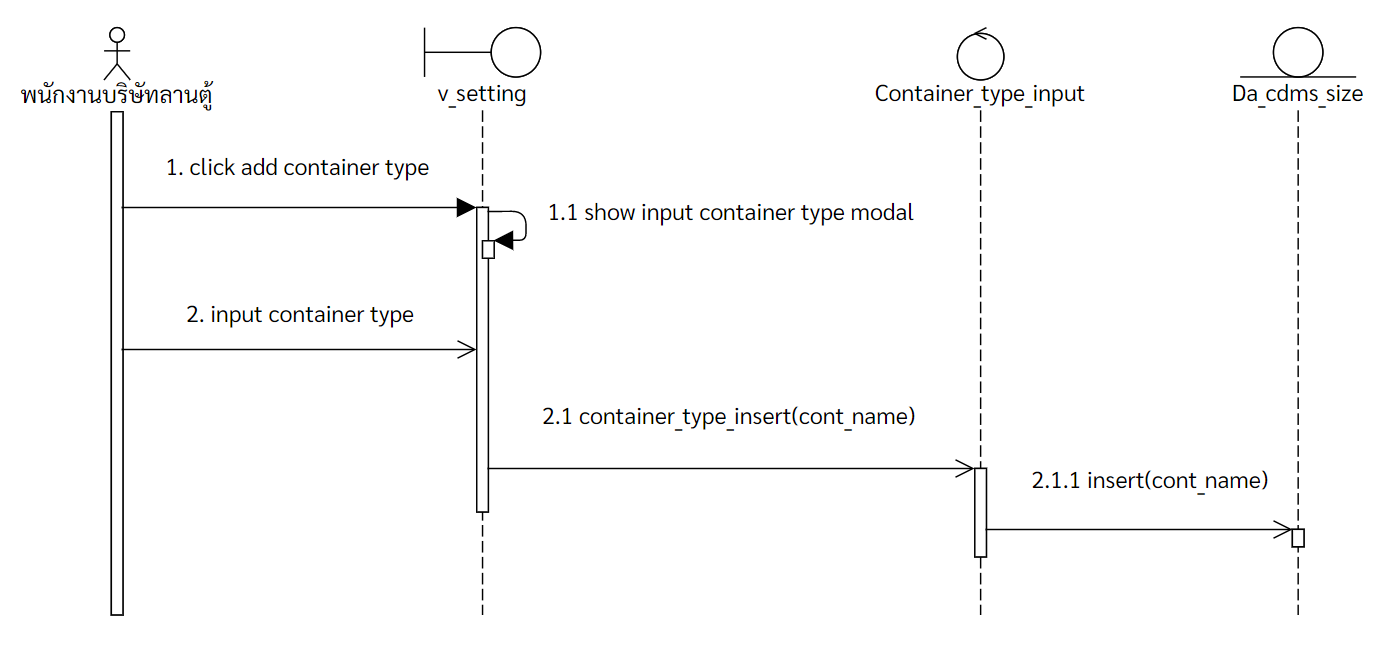 พนักงานบริษัทลานตู้
v_setting
Container_type_input
Da_cdms_size
1. click add container type
1.1 show input container type modal
2. input container type
2.1 container_type_insert(cont_name)
2.1.1 insert(cont_name)